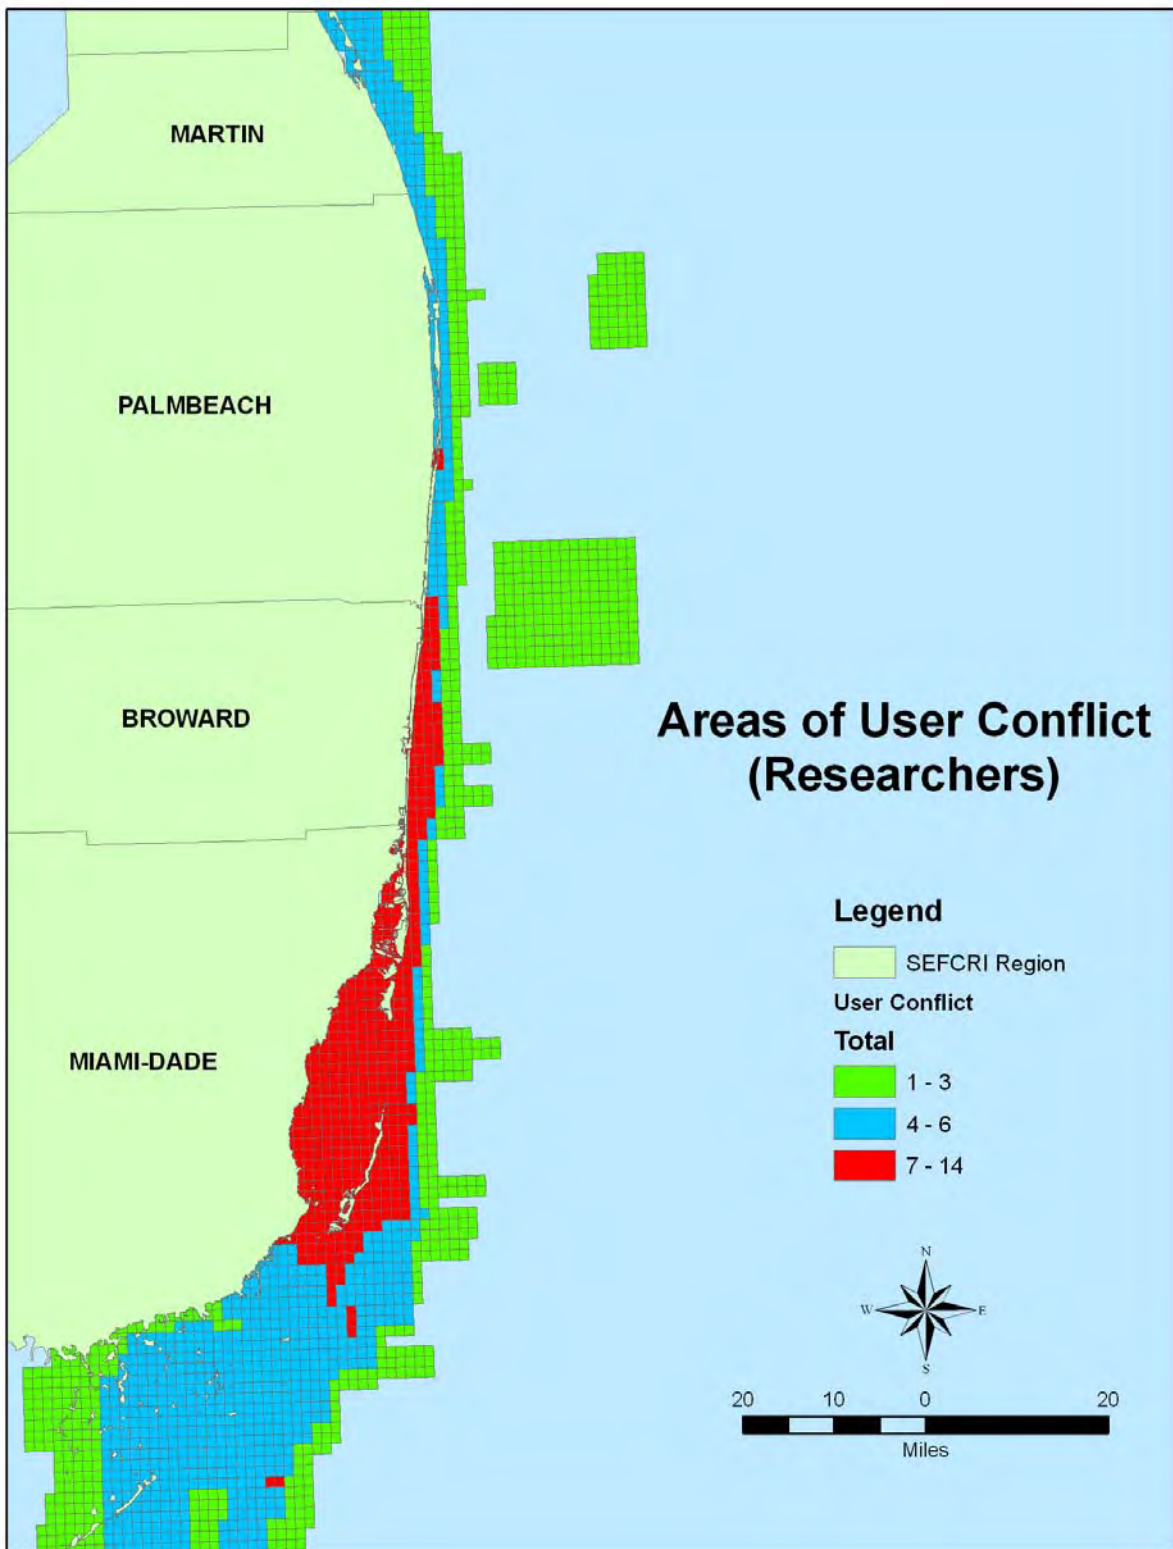 MARTIN
PALMBEACH
BROWARD
Areas of User Conflict
(Researchers)
MIAMI-DADE
Legend
SEFCRI Region
User Conflict
Total
1 - 3
4 - 6
7 - 14
N
W E
S
20 10 0 20
Miles